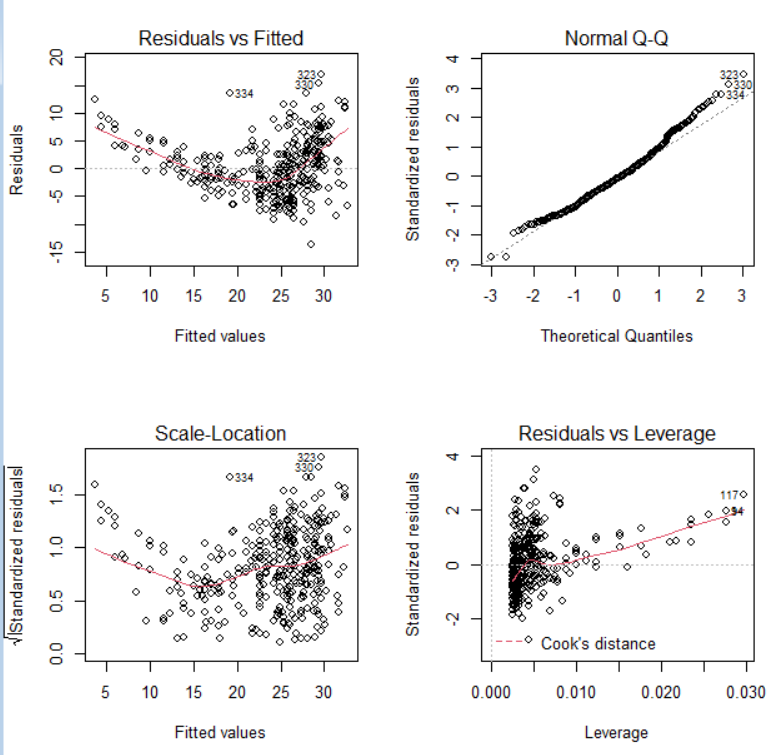 Residuals vs Fitted
Residuals
20
10
5
0
-5
-15
323
330
334
5 10 15 20 25 30
Fitted values
Normal Q-Q
Standardized residuals
4
3
2
1
0
-1
-2
-3
323
330
334
-3 -2 -1 0 1 2 3
Theoretical Quantiles
Scale-Location
√|Standardized residuals|
1.5
1.0
0.5
0.0
323
330
334
5 10 15 20 25 30
Fitted values
Residuals vs Leverage
Standardized residuals
4
2
0
-2
117
94
Cook's distance
0.000 0.010 0.020 0.030
Leverage